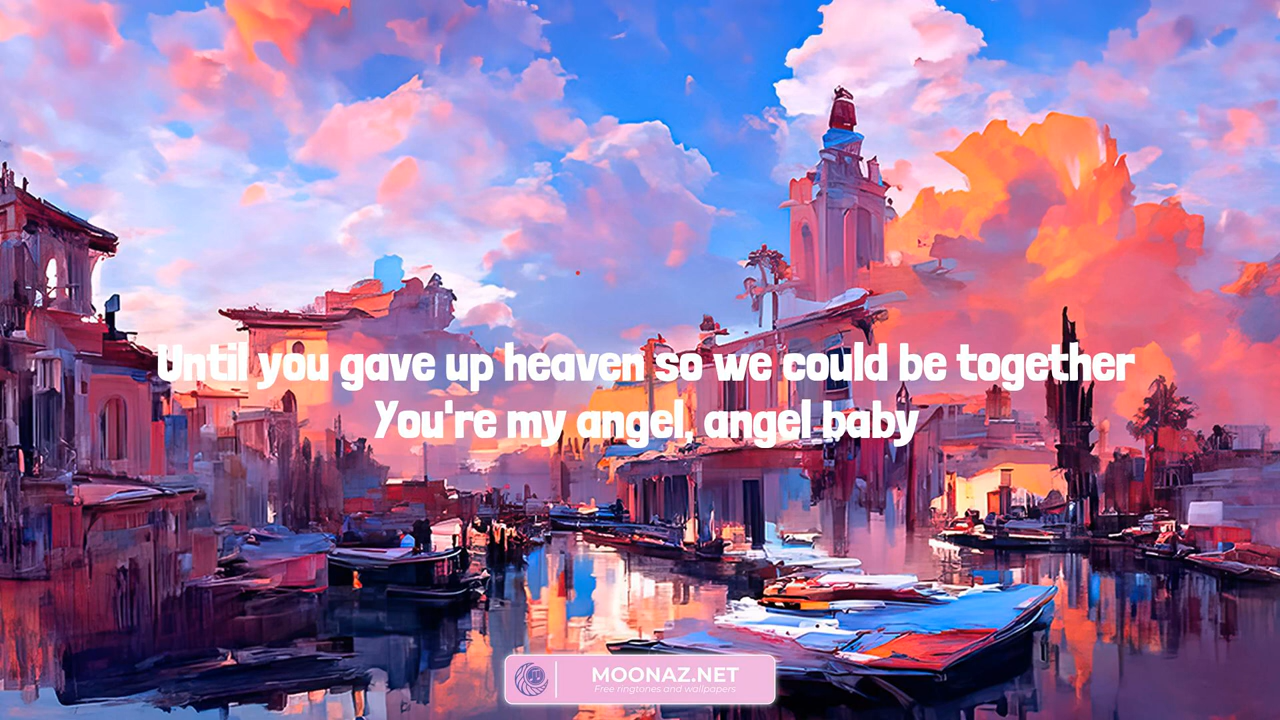 Until you gave up heaven so we could be together
You're my angel, angel baby
MOONAZ.NET
Free ringtones and wallpapers